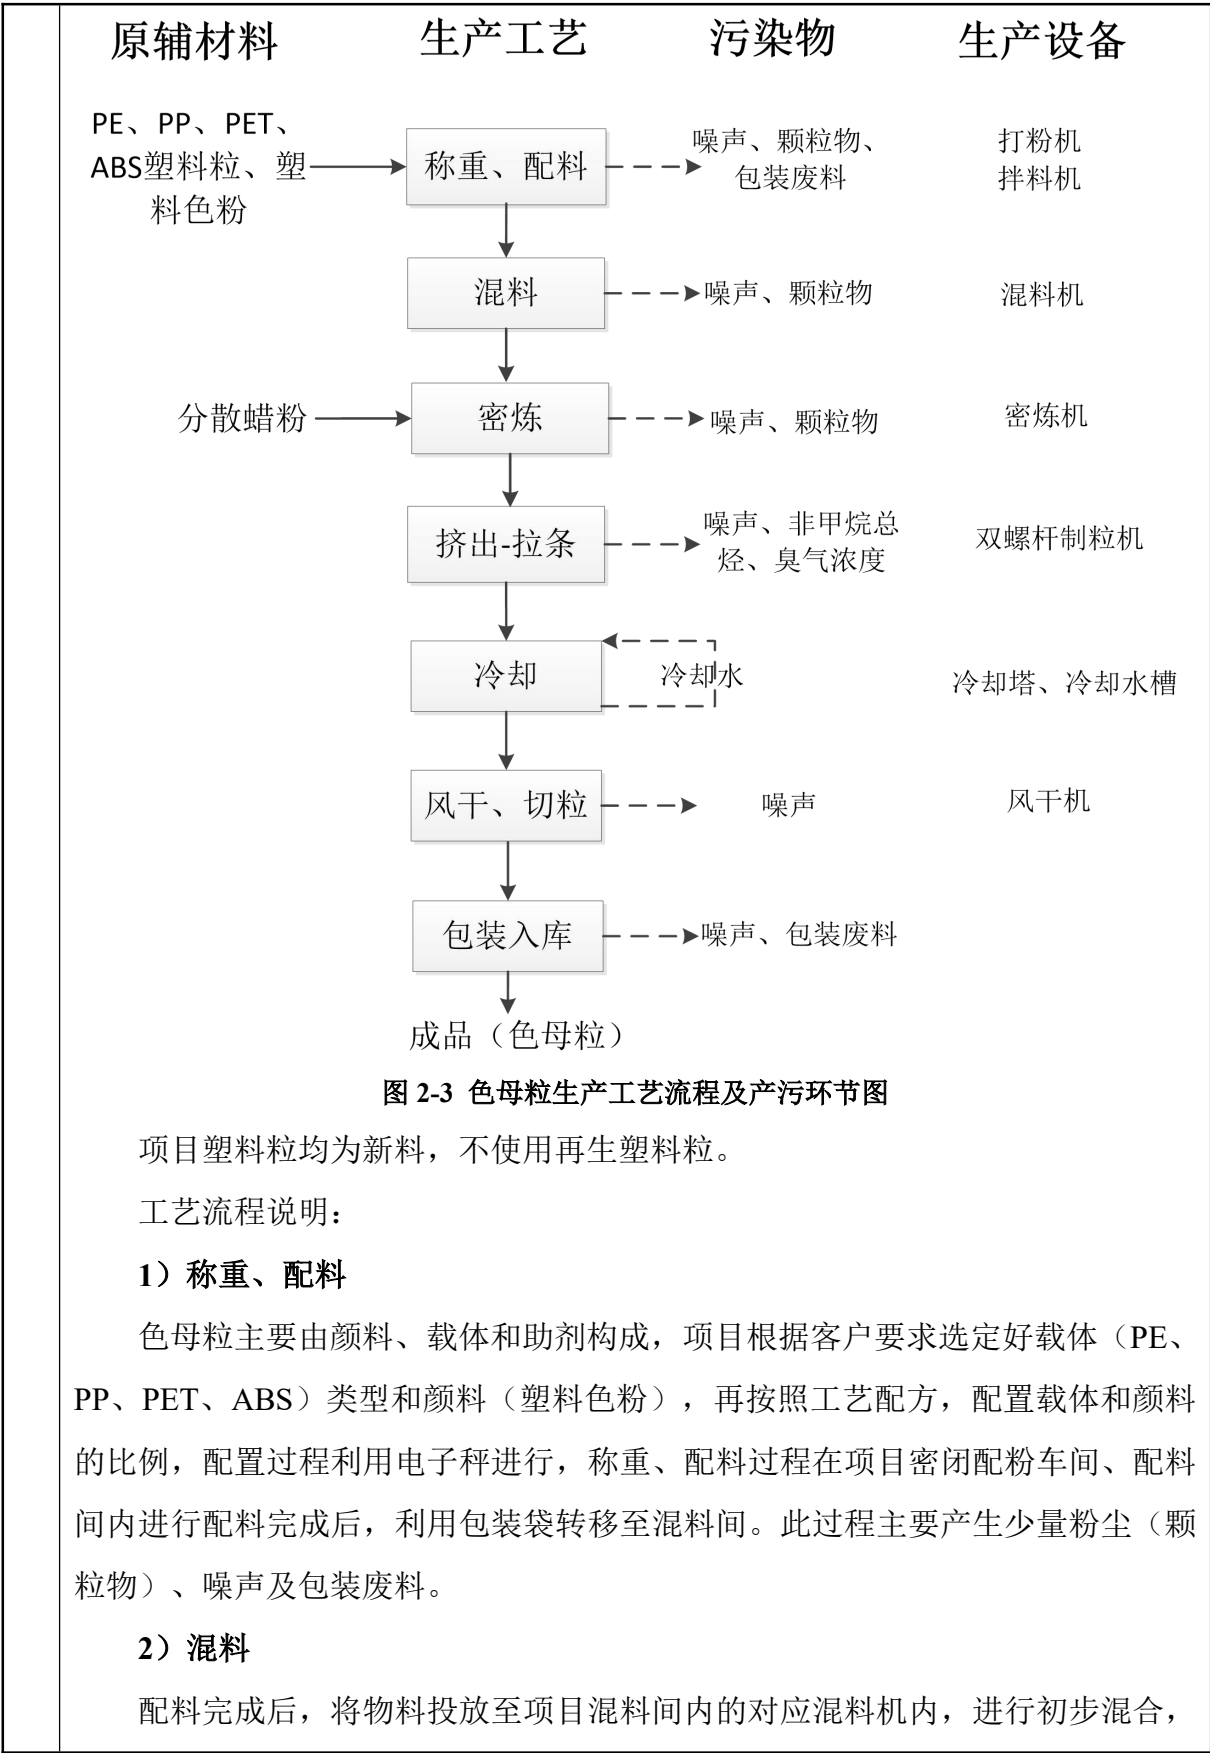 原辅材料 生产工艺 污染物 生产设备
PE、PP、PET、
ABS塑料粒、塑
料色粉
称重、配料
噪声、颗粒物、
包装废料
打粉机
拌料机
混料
噪声、颗粒物
混料机
分散蜡粉
密炼
噪声、颗粒物
密炼机
挤出-拉条
噪声、非甲烷总
烃、臭气浓度
双螺杆制粒机
冷却
冷却水
冷却塔、冷却水槽
风干、切粒
噪声
风干机
包装入库
噪声、包装废料
成品（色母粒）
图 2-3 色母粒生产工艺流程及产污环节图
项目塑料粒均为新料，不使用再生塑料粒。
工艺流程说明：
1）称重、配料
色母粒主要由颜料、载体和助剂构成，项目根据客户要求选定好载体（PE、
PP、PET、ABS）类型和颜料（塑料色粉），再按照工艺配方，配置载体和颜料
的比例，配置过程利用电子秤进行，称重、配料过程在项目密闭配粉车间、配料
间内进行配料完成后，利用包装袋转移至混料间。此过程主要产生少量粉尘（颗
粒物）、噪声及包装废料。
2）混料
配料完成后，将物料投放至项目混料间内的对应混料机内，进行初步混合，